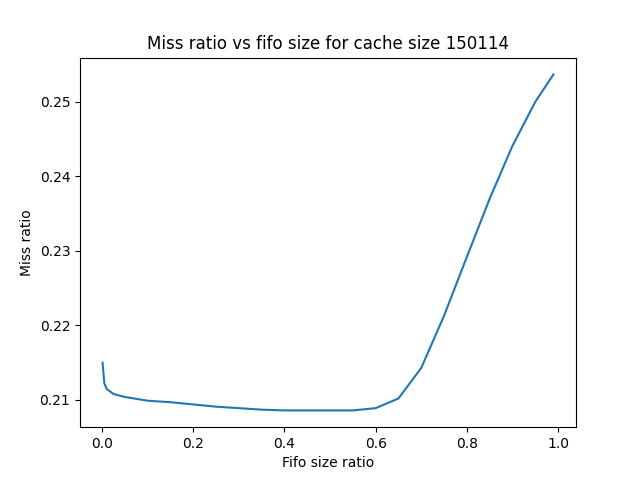 Miss ratio vs fifo size for cache size 150114
0.25
0.24
0.23
0.22
0.21
Miss ratio
0.0 0.2 0.4 0.6 0.8 1.0
Fifo size ratio